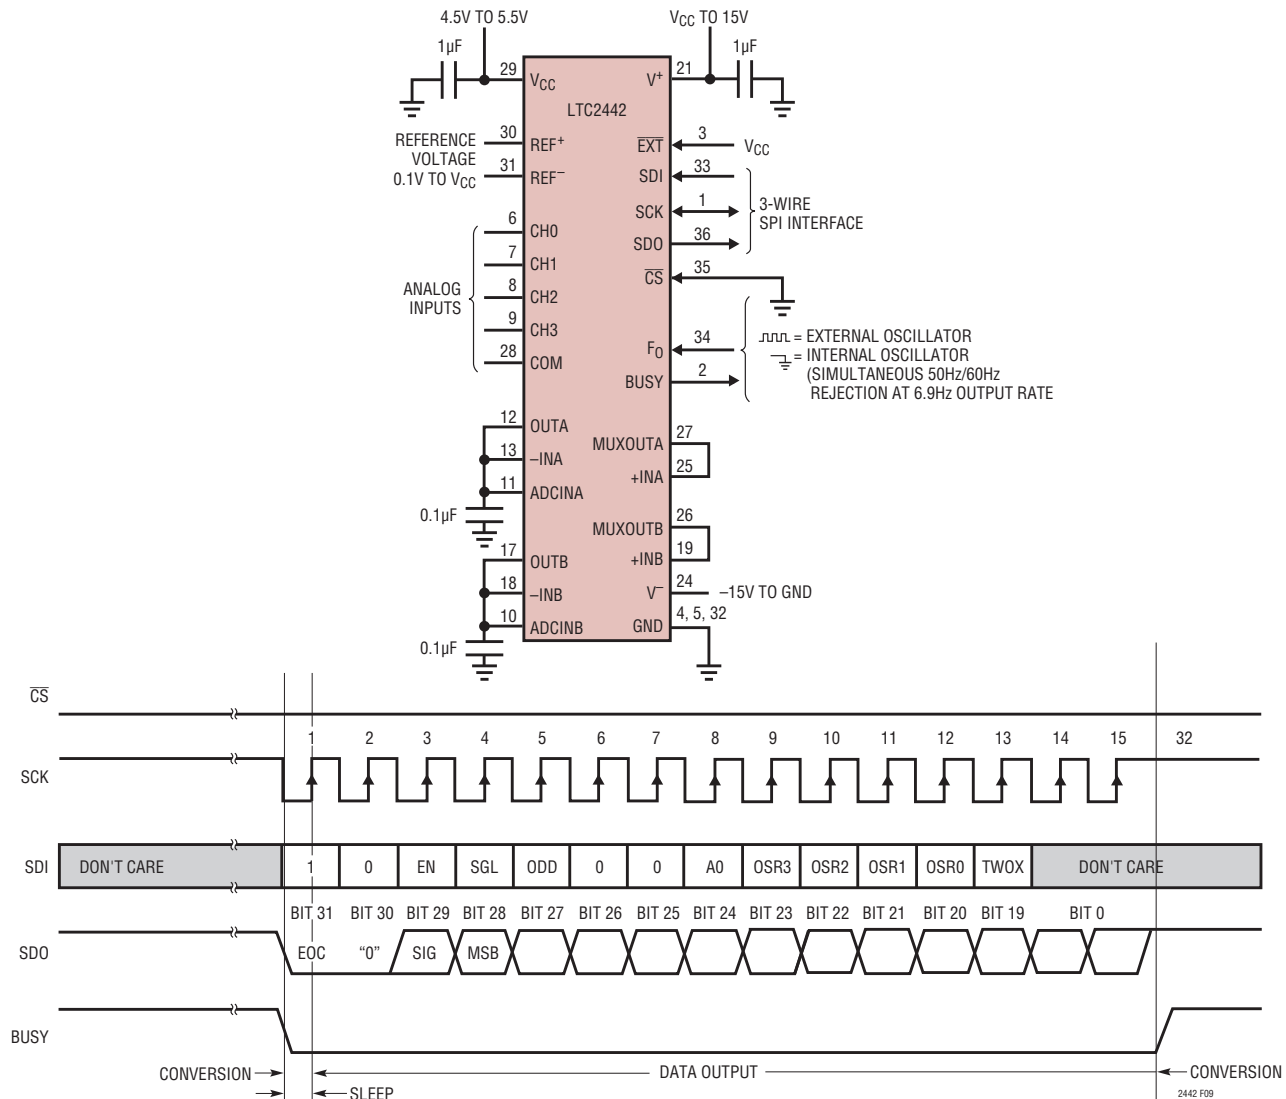 4.5V TO 5.5V
VCC TO 15V
1µF
1µF
29
VCC
V+
21
LTC2442
REFERENCE
VOLTAGE
0.1V TO VCC
30
REF+
31
REF–
EXT
3
VCC
SDI
33
SCK
1
SDO
36
3-WIRE
SPI INTERFACE
CS
35
ANALOG
INPUTS
6
CH0
7
CH1
8
CH2
9
CH3
28
COM
FO
34
BUSY
2
= EXTERNAL OSCILLATOR
= INTERNAL OSCILLATOR
(SIMULTANEOUS 50Hz/60Hz
REJECTION AT 6.9Hz OUTPUT RATE
12
OUTA
13
–INA
11
ADCINA
0.1µF
MUXOUTA
27
+INA
25
MUXOUTB
26
+INB
19
17
OUTB
18
–INB
10
ADCINB
0.1µF
V–
24
–15V TO GND
GND
4, 5, 32
CS
SCK
1 2 3 4 5 6 7 8 9 10 11 12 13 14 15 32
SDI
DON'T CARE 1 0 EN SGL ODD 0 0 A0 OSR3 OSR2 OSR1 OSR0 TWOX DON'T CARE
BIT 31 BIT 30 BIT 29 BIT 28 BIT 27 BIT 26 BIT 25 BIT 24 BIT 23 BIT 22 BIT 21 BIT 20 BIT 19 BIT 0
SDO
EOC “0” SIG MSB
BUSY
CONVERSION
DATA OUTPUT
CONVERSION
SLEEP
2442 F09